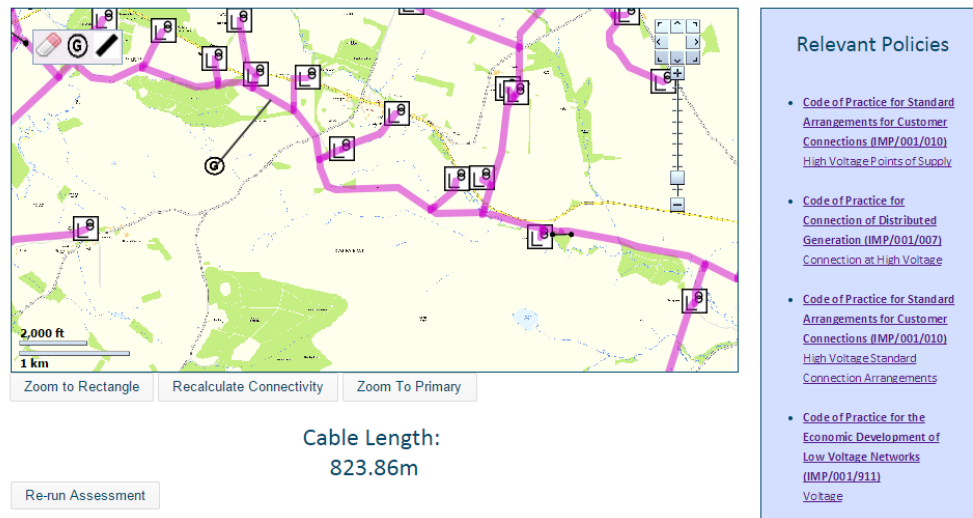 G
G
2,000 ft
1 km
Zoom to Rectangle
Recalculate Connectivity
Zoom To Primary
Cable Length:
823.86m
Re-run Assessment
Relevant Policies
Code of Practice for Standard
Arrangements for Customer
Connections (IMP/001/010)
High Voltage Points of Supply
Code of Practice for
Connection of Distributed
Generation (IMP/001/007)
Connection at High Voltage
Code of Practice for Standard
Arrangements for Customer
Connections (IMP/001/010)
High Voltage Standard
Connection Arrangements
Code of Practice for the
Economic Development of
Low Voltage Networks
(IMP/001/911)
Voltage